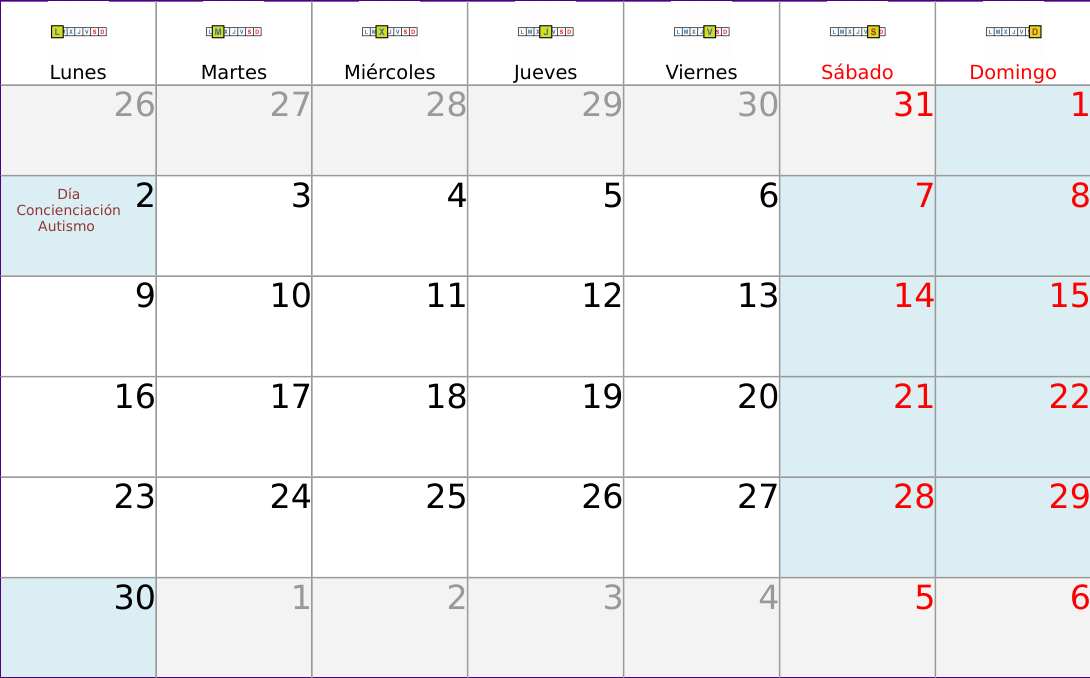 L M X J V S D L M X J V S D L M X J V S D L M X J V S D L M X J V S D L M X J V S D L M X J V S D
Lunes Martes Miércoles Jueves Viernes Sábado Domingo
26 27 28 29 30 31 1
Día
Concienciación
Autismo
2 3 4 5 6 7 8
9 10 11 12 13 14 15
16 17 18 19 20 21 22
23 24 25 26 27 28 29
30 1 2 3 4 5 6